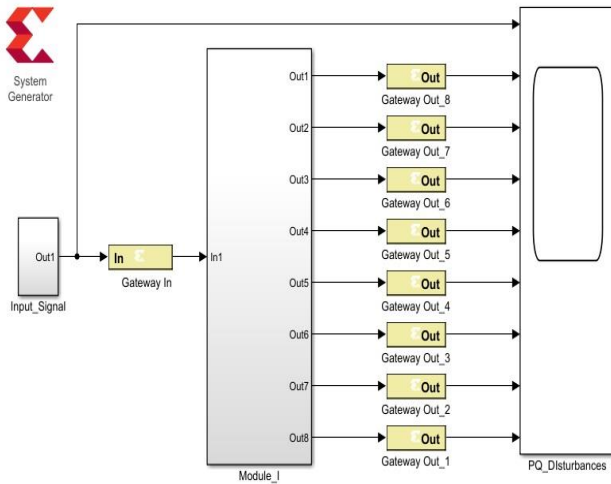 System
Generator
Out1
Out
Gateway Out_8
Out2
Out
Gateway Out_7
Out3
Out
Gateway Out_6
Out4
Out
Gateway Out_5
Out1
In
In1
Gateway In
Input_Signal
Out5
Out
Gateway Out_4
Out6
Out
Gateway Out_3
Out7
Out
Gateway Out_2
Out8
Out
Gateway Out_1
Module_I
PQ_DIsturbances